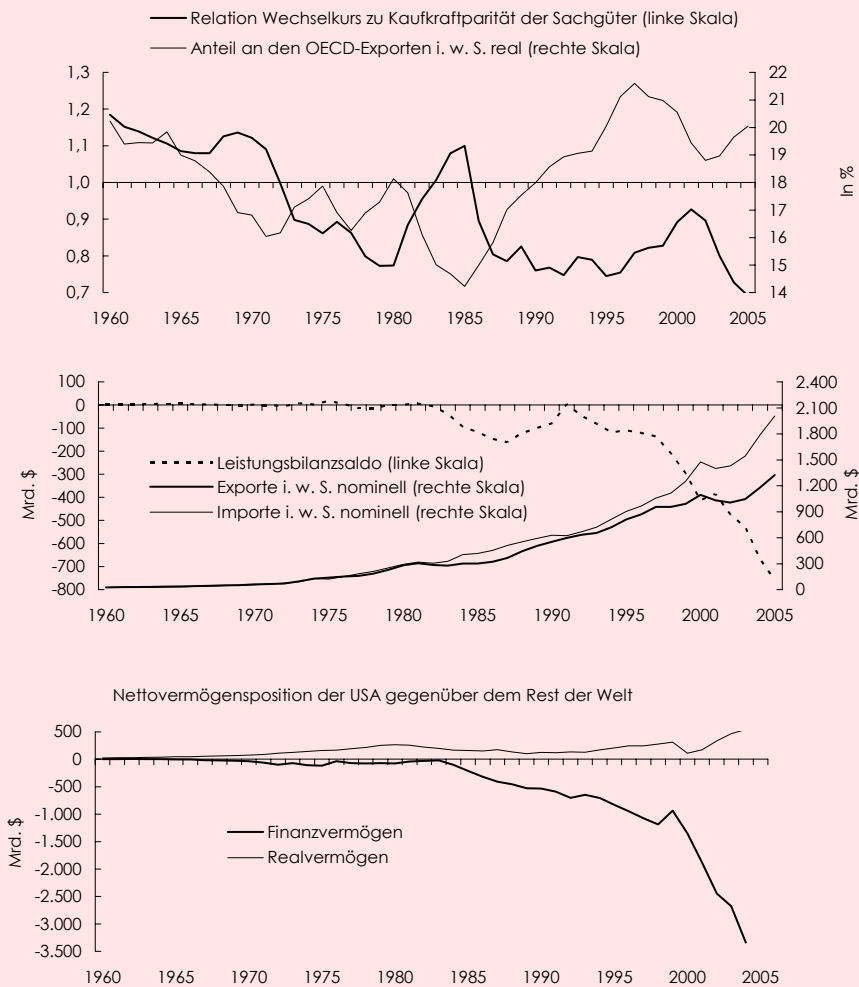 Relation Wechselkurs zu Kaufkraftparität der Sachgüter (linke Skala)
Anteil an den OECD-Exporten i. w. S. real (rechte Skala)
1,3
1,2
1,1
1,0
0,9
0,8
0,7
22
21
20
19
18
17
16
15
14
In %
1960 1965 1970 1975 1980 1985 1990 1995 2000 2005
100
0
-100
-200
-300
-400
-500
-600
-700
-800
Mrd. $
2.400
2.100
1.800
1.500
1.200
900
600
300
0
Mrd. $
Leistungsbilanzsaldo (linke Skala)
Exporte i. w. S. nominell (rechte Skala)
Importe i. w. S. nominell (rechte Skala)
1960 1965 1970 1975 1980 1985 1990 1995 2000 2005
Nettovermögensposition der USA gegenüber dem Rest der Welt
500
0
-500
-1.000
-1.500
-2.000
-2.500
-3.000
-3.500
Mrd. $
Finanzvermögen
Realvermögen
1960 1965 1970 1975 1980 1985 1990 1995 2000 2005